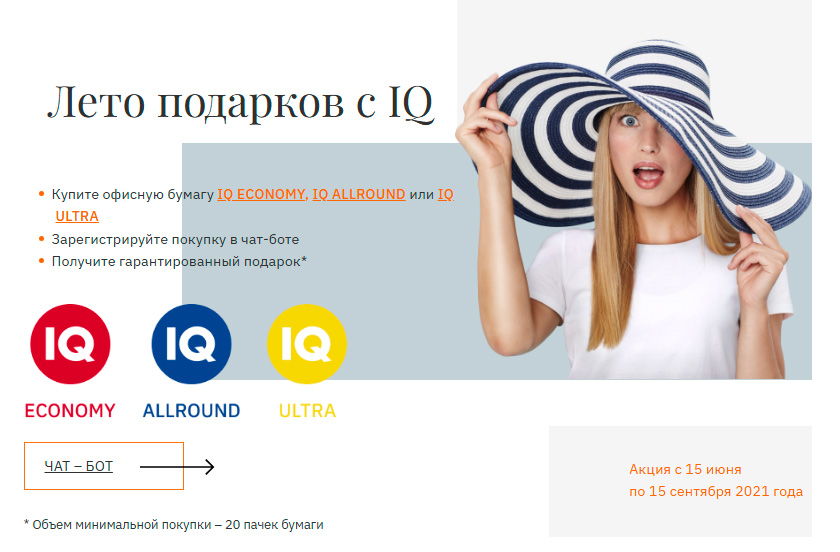 Лето подарков с IQ
Купите офисную бумагу IQ ECONOMY, IQ ALLROUND или IQ
ULTRA
Зарегистрируйте покупку в чат-боте
Получите гарантированный подарок*
IQ IQ IQ
ECONOMY ALLROUND ULTRA
ЧАТ – БОТ
Акция с 15 июня
по 15 сентября 2021 года
* Объем минимальной покупки – 20 пачек бумаги